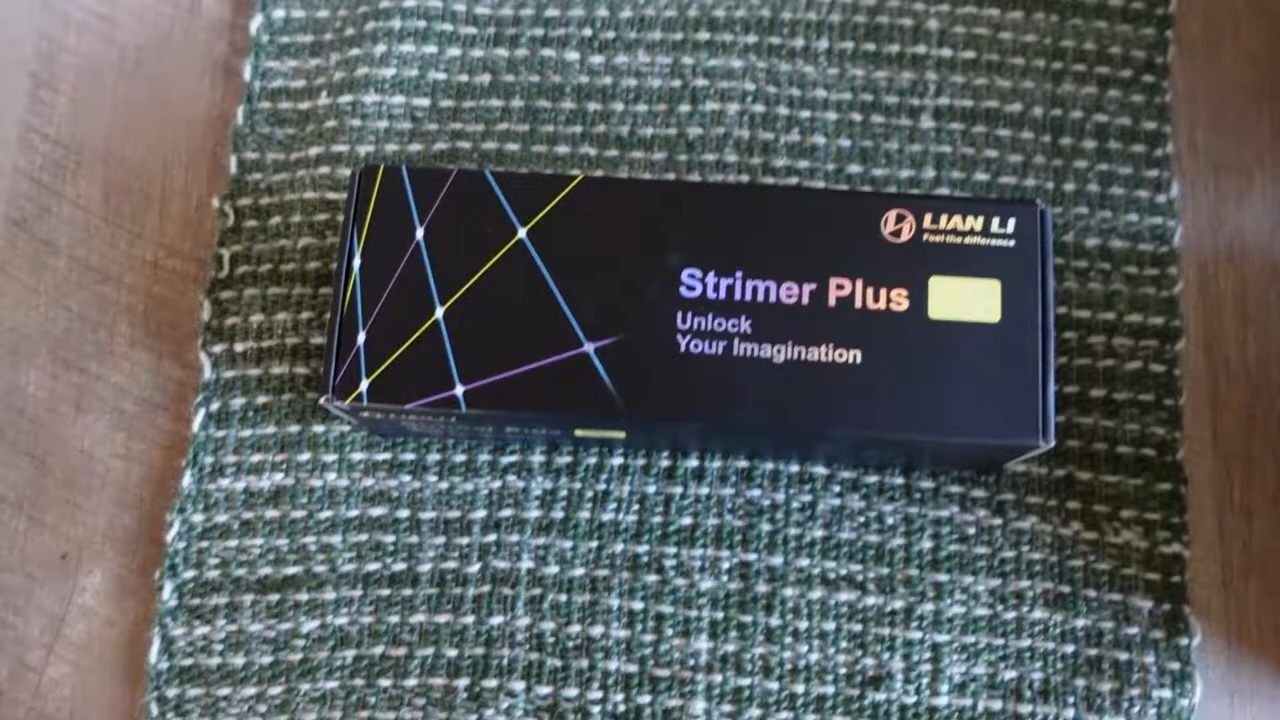 LIAN LI
Feel the difference
Strimer Plus
Unlock
Your Imagination